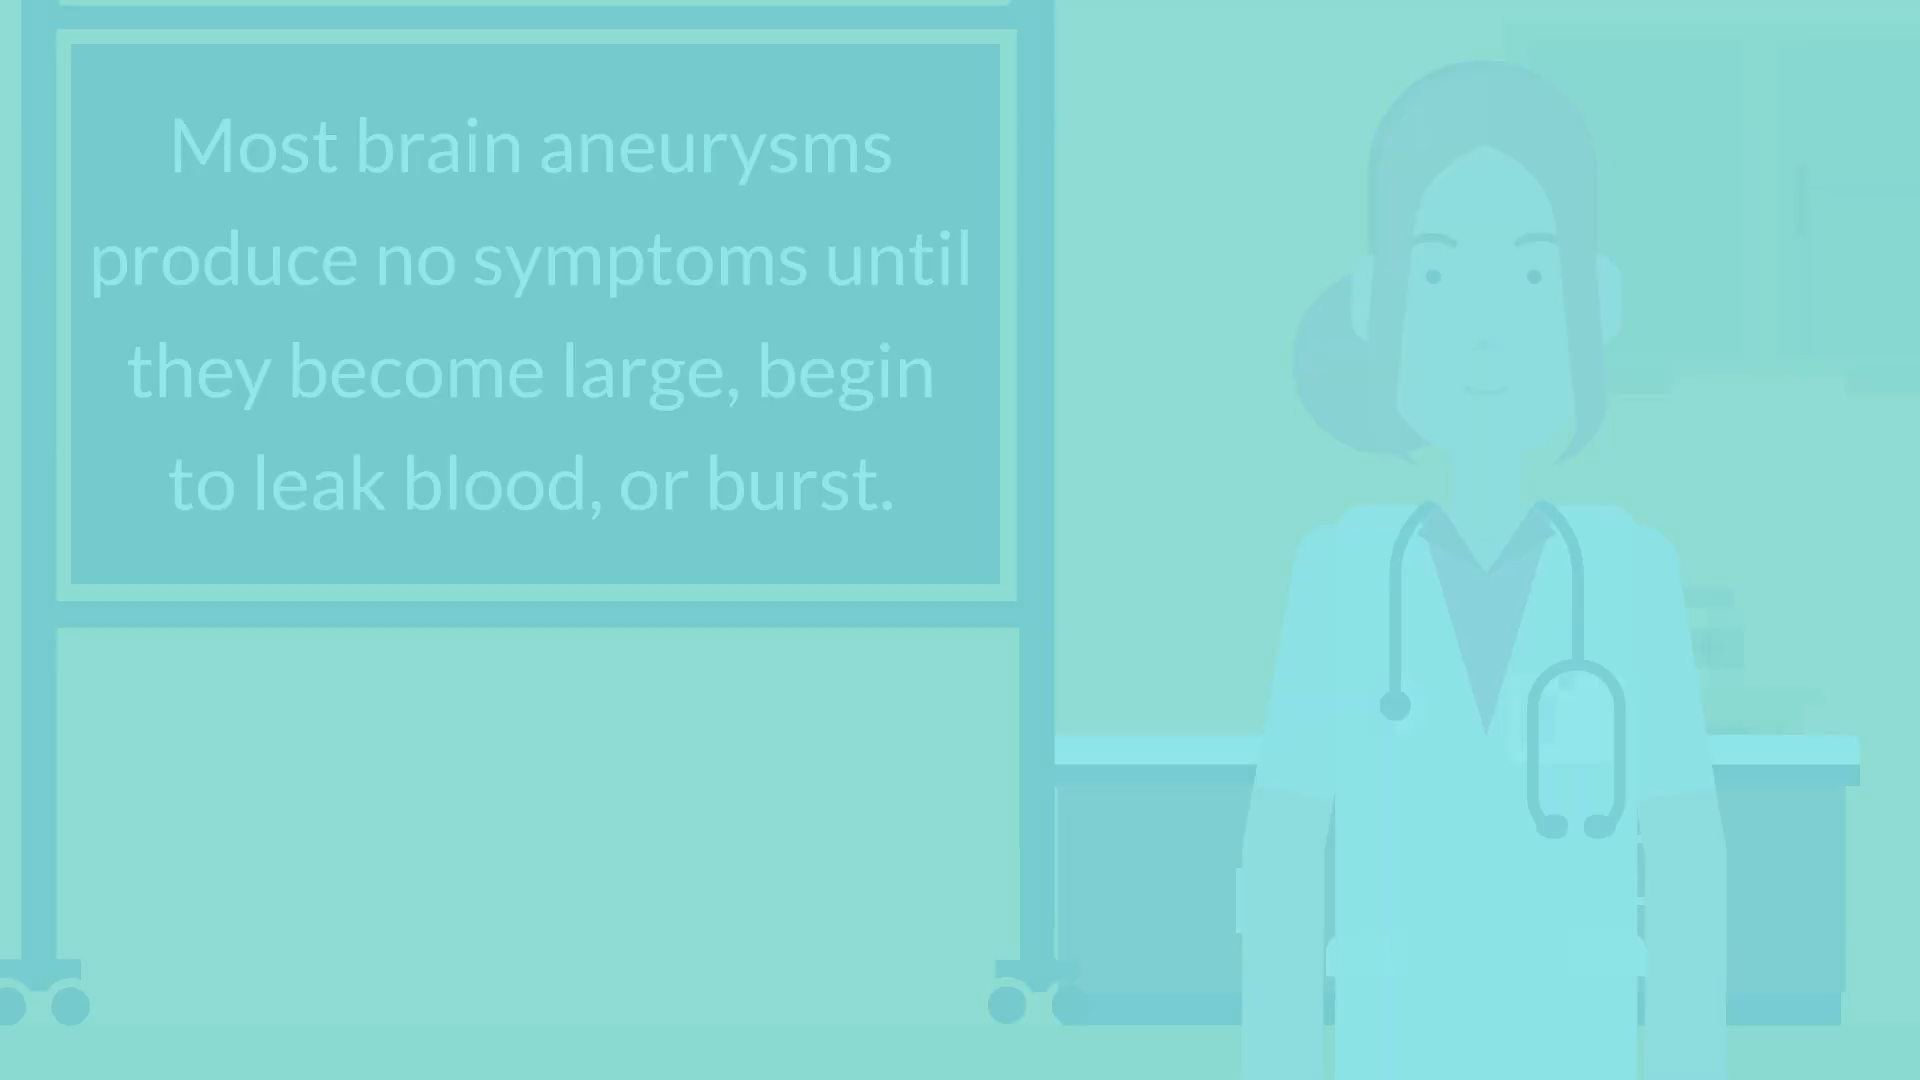 Most brain aneurysms
produce no symptoms until
they become large, begin
to leak blood, or burst.